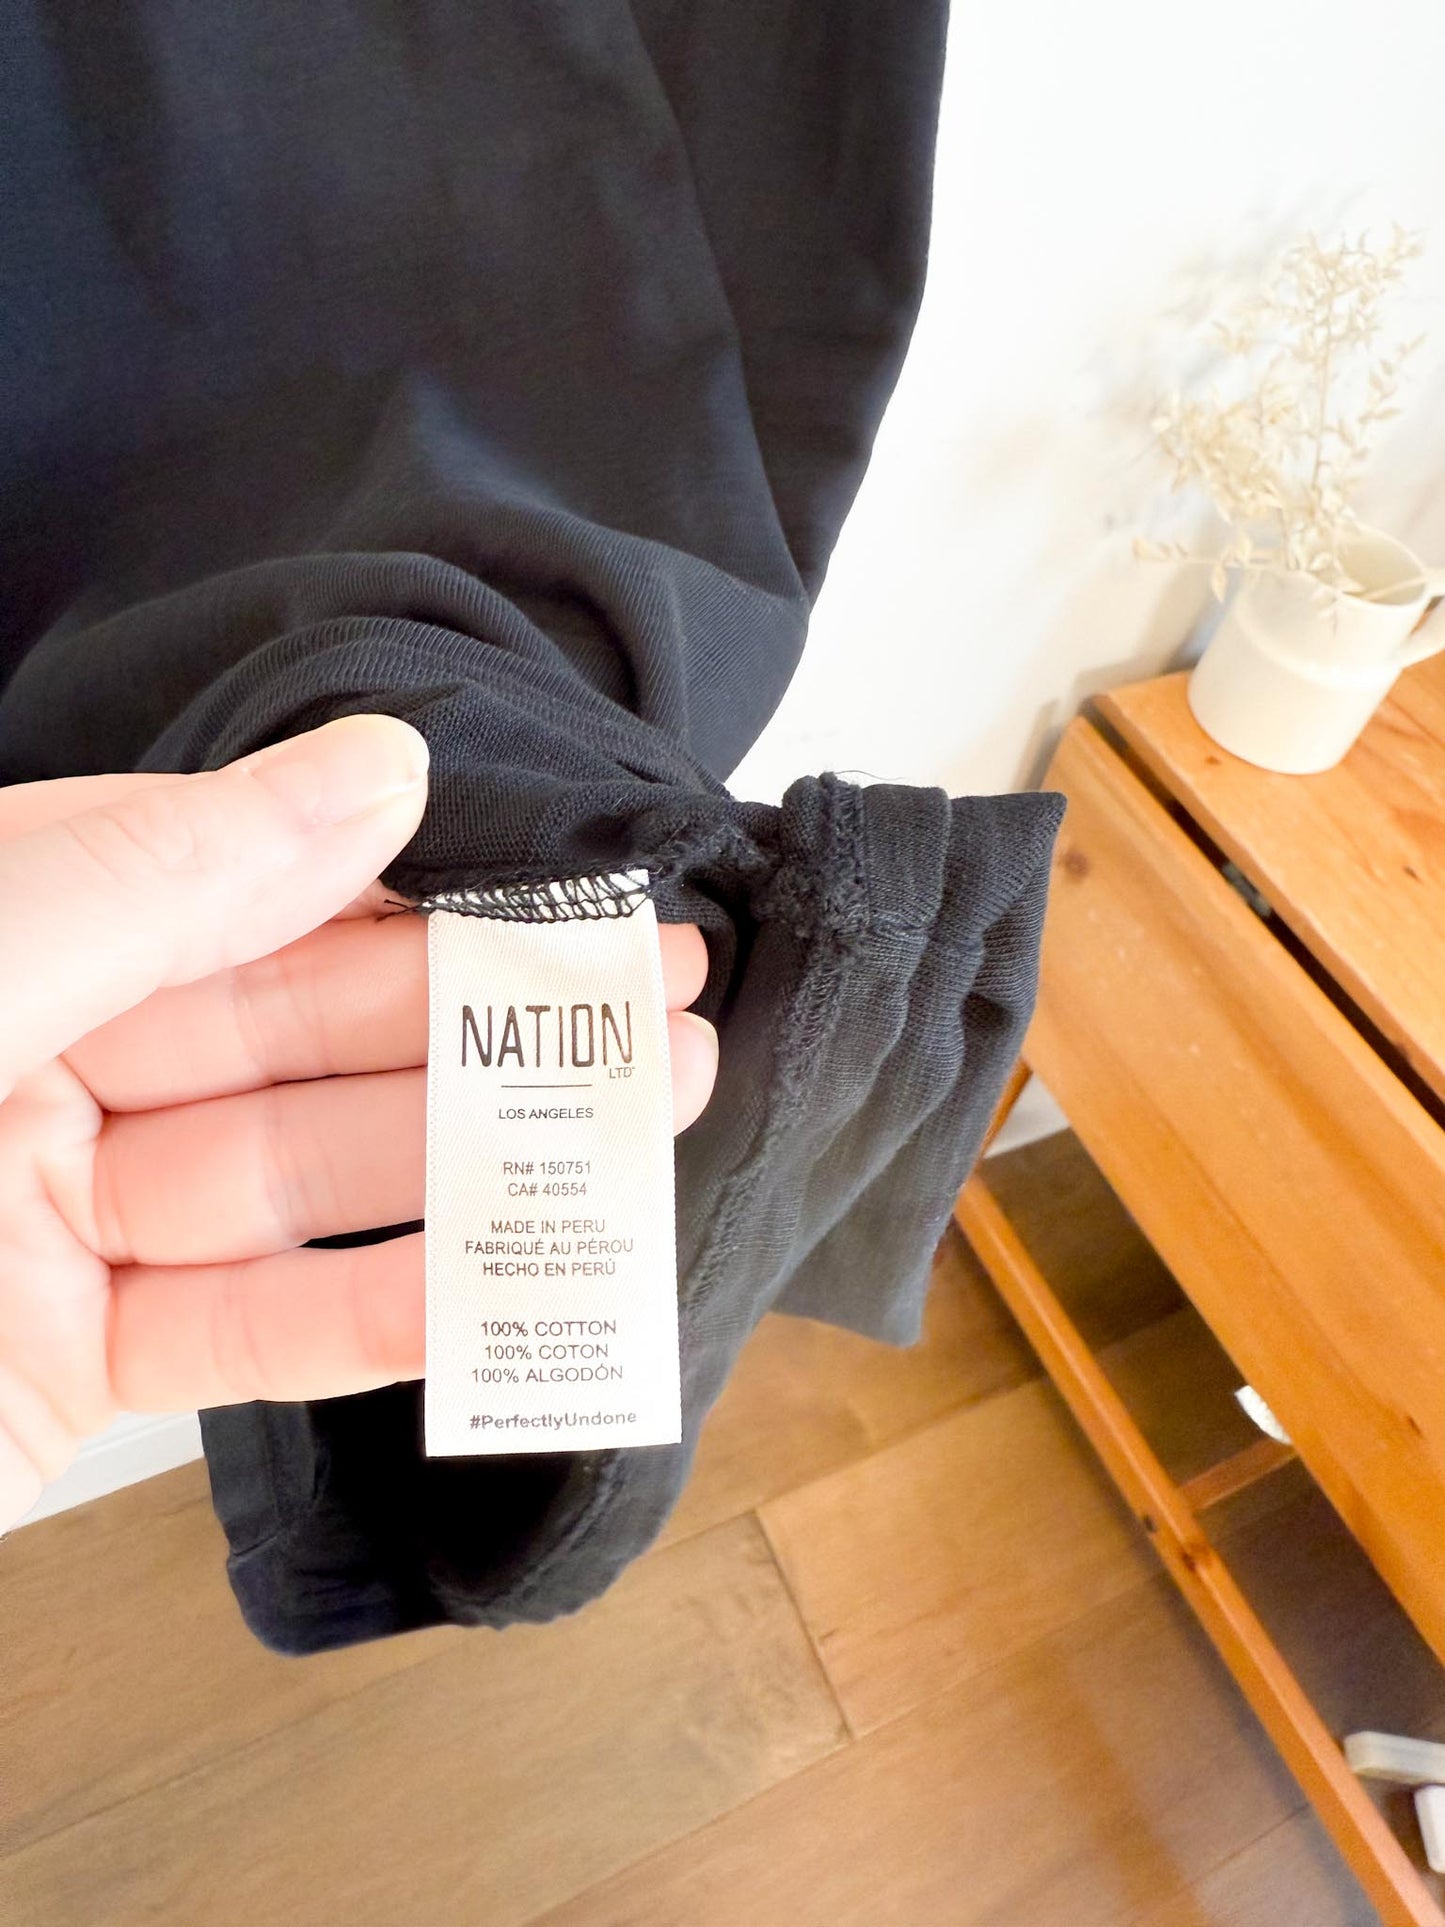 NATION
LTD™
LOS ANGELES
RN# 150751
CA# 40554
MADE IN PERU
FABRIQUÉ AU PÉROU
HECHO EN PERÚ
100% COTTON
100% COTON
100% ALGODÓN
#PerfectlyUndone